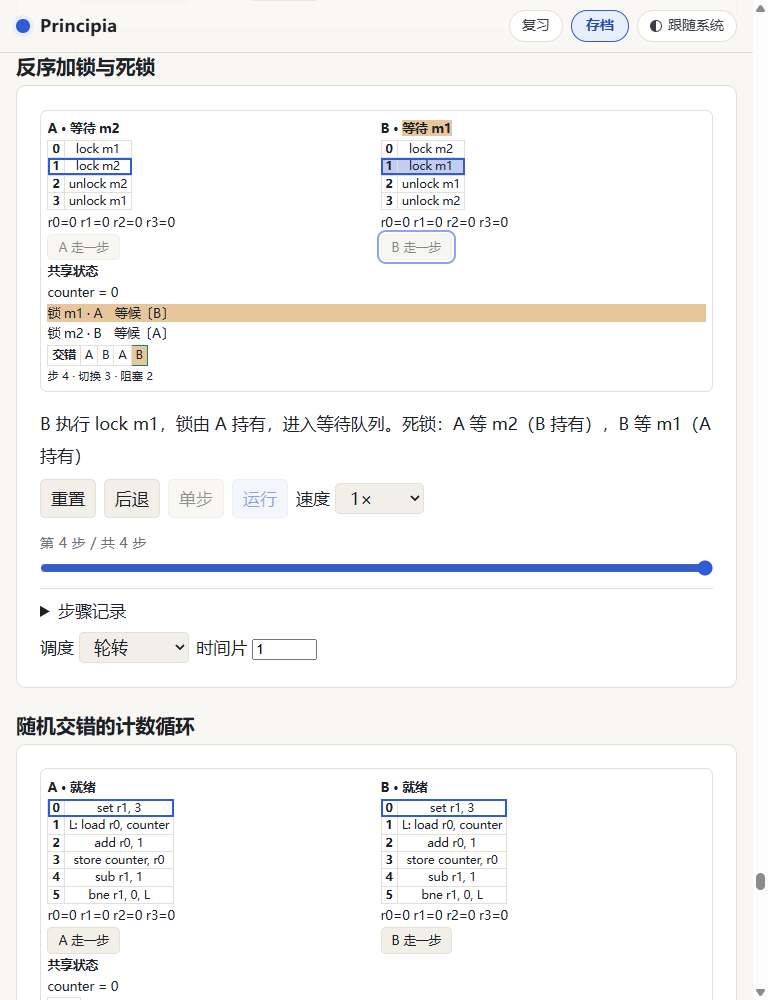 Principia
复习
存档
跟随系统
反序加锁与死锁
A • 等待 m2
0 lock m1
1 lock m2
2 unlock m2
3 unlock m1
r0=0 r1=0 r2=0 r3=0
A 走一步
B • 等待 m1
0 lock m2
1 lock m1
2 unlock m1
3 unlock m2
r0=0 r1=0 r2=0 r3=0
B 走一步
共享状态
counter = 0
锁 m1 · A 等候〔B〕
锁 m2 · B 等候〔A〕
交错 A B A B
步 4 · 切换 3 · 阻塞 2
B 执行 lock m1，锁由 A 持有，进入等待队列。死锁：A 等 m2（B 持有），B 等 m1（A
持有）
重置 后退 单步 运行 速度 1×
第 4 步 / 共 4 步
步骤记录
调度 轮转 时间片 1
随机交错的计数循环
A • 就绪
0 set r1, 3
1 L: load r0, counter
2 add r0, 1
3 store counter, r0
4 sub r1, 1
5 bne r1, 0, L
r0=0 r1=0 r2=0 r3=0
A 走一步
B • 就绪
0 set r1, 3
1 L: load r0, counter
2 add r0, 1
3 store counter, r0
4 sub r1, 1
5 bne r1, 0, L
r0=0 r1=0 r2=0 r3=0
B 走一步
共享状态
counter = 0